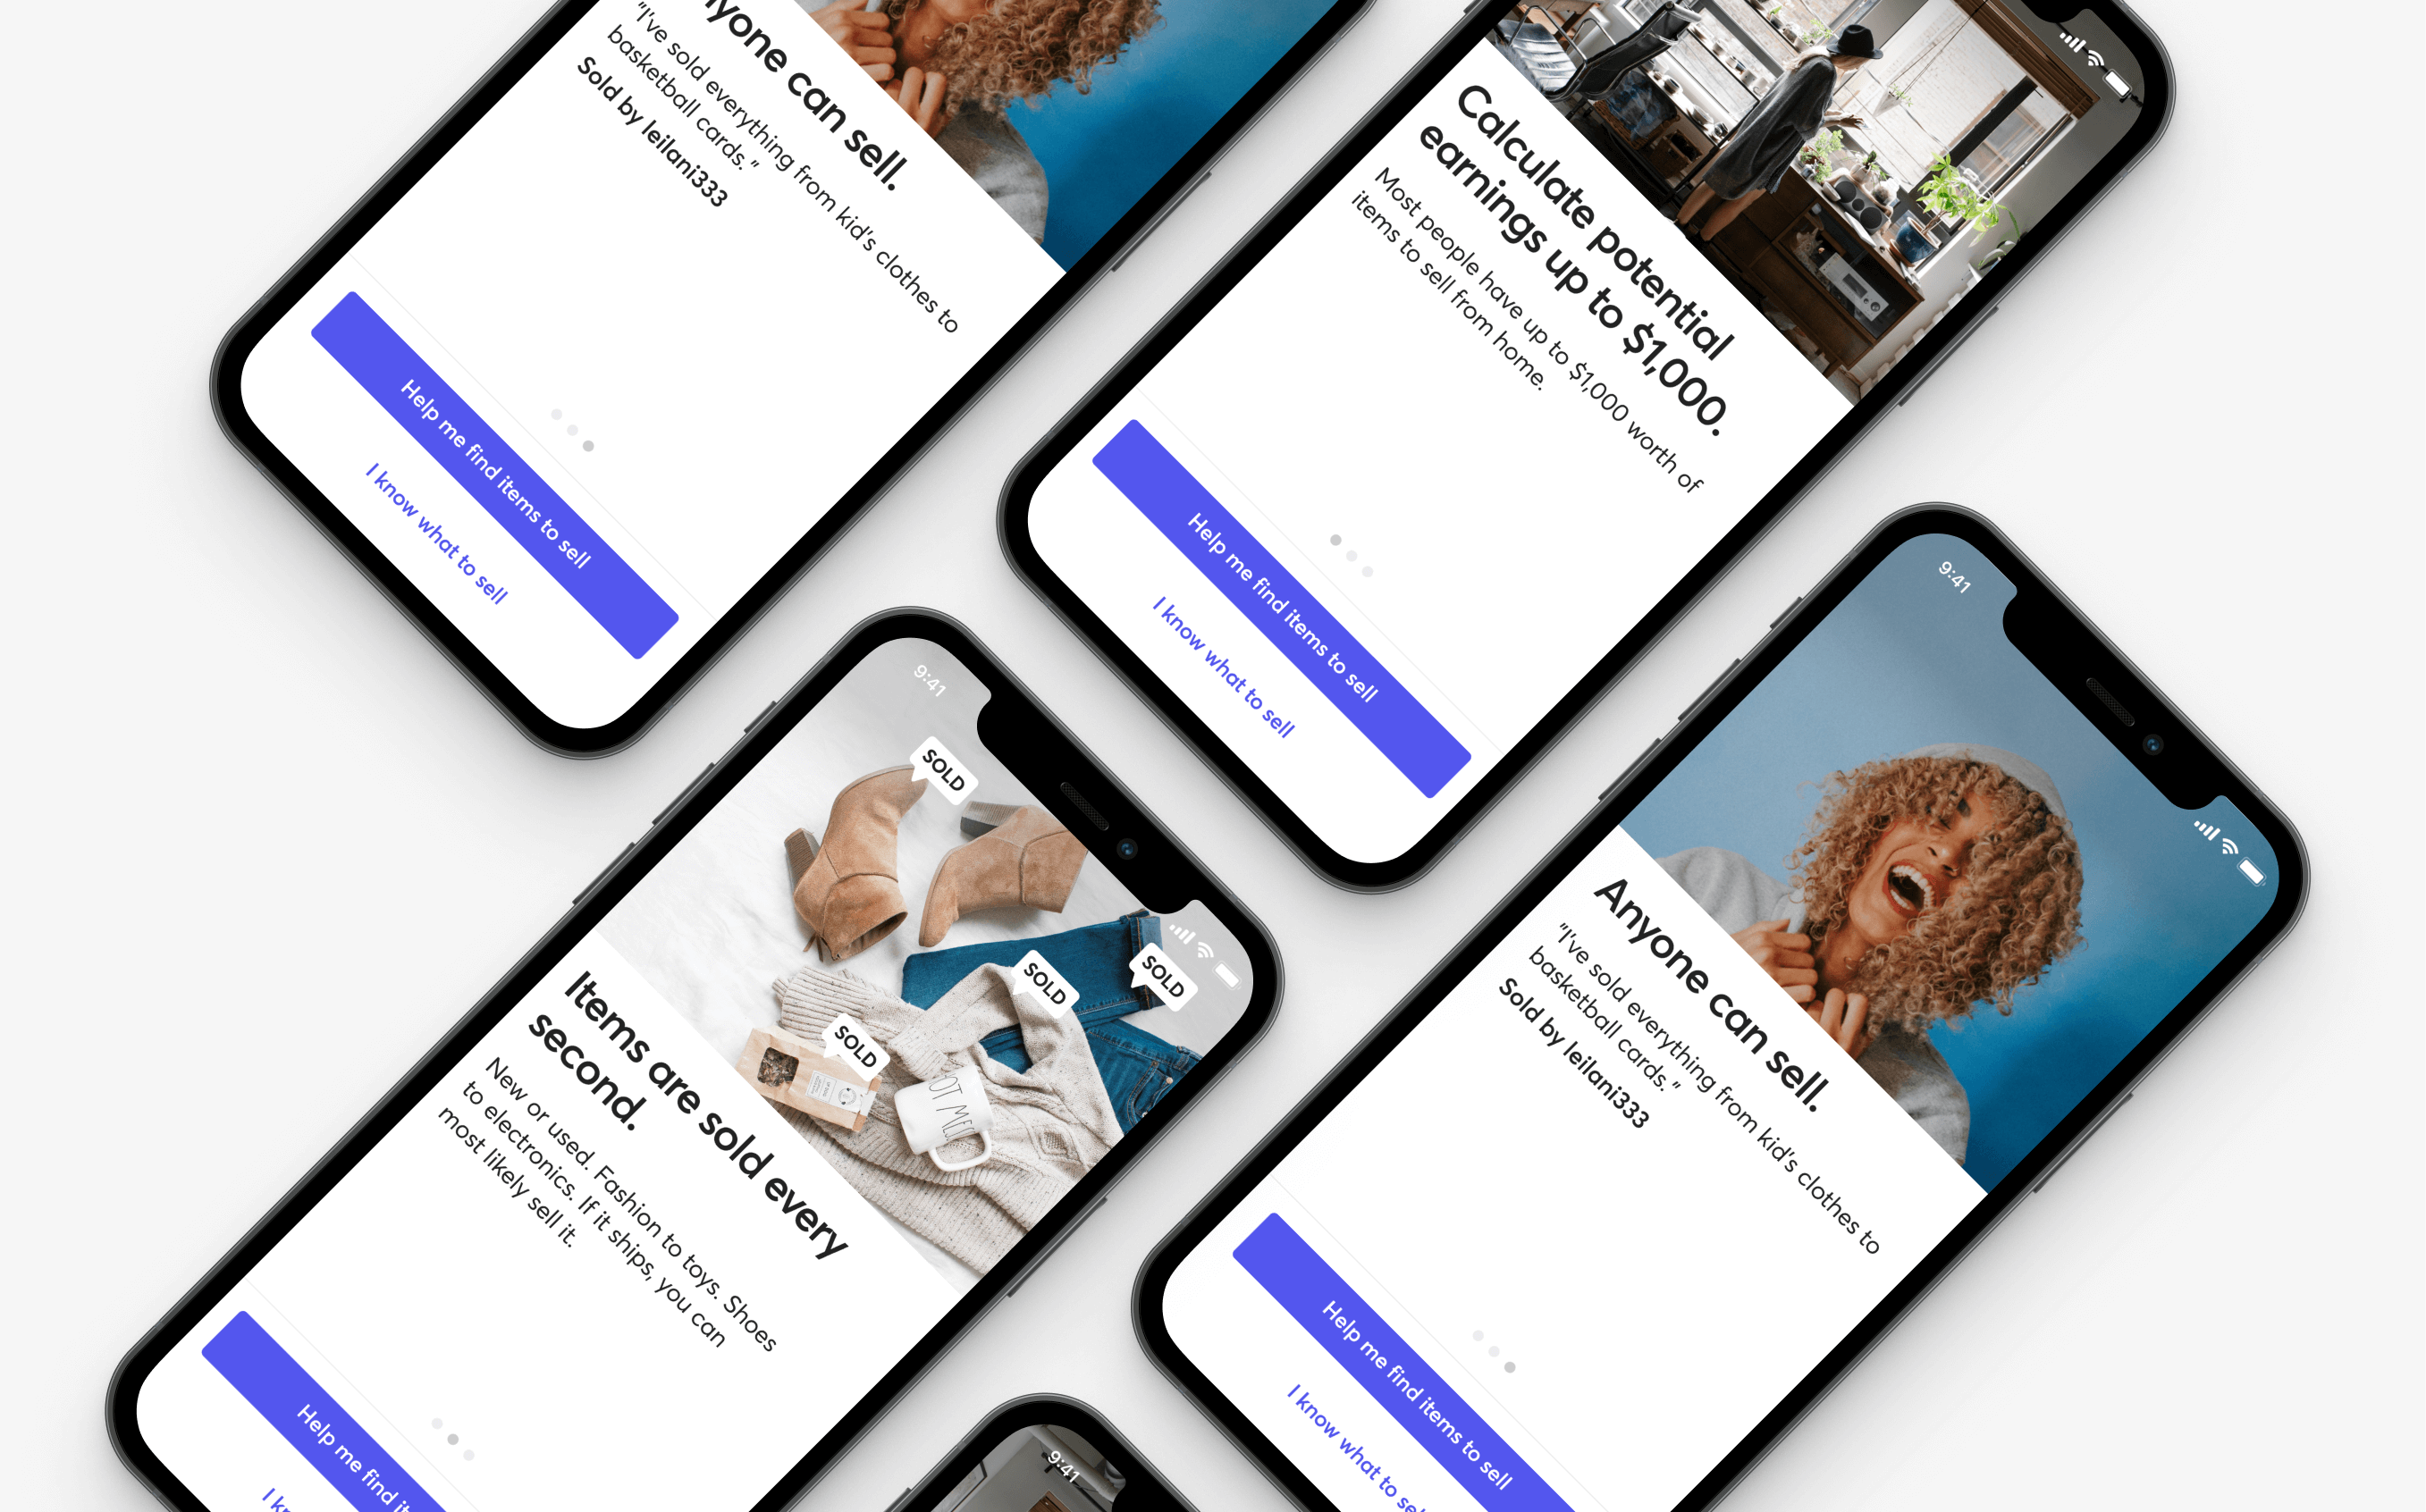 yone can sell.
"I've sold everything from kid's clothes to
basketball cards."
Sold by leilani333
Help me find items to sell
I know what to sell
Calculate potential
earnings up to $1,000.
Most people have up to $1,000 worth of
items to sell from home.
Help me find items to sell
I know what to sell
9:41
SOLD
SOLD
SOLD
SOLD
OT MESS
Items are sold every
second.
New or used. Fashion to toys. Shoes
to electronics. If it ships, you can
most likely sell it.
Help me find it
I kn
9:41
Anyone can sell.
"I've sold everything from kid's clothes to
basketball cards."
Sold by leilani333
Help me find items to sell
I know what to sel
9:41